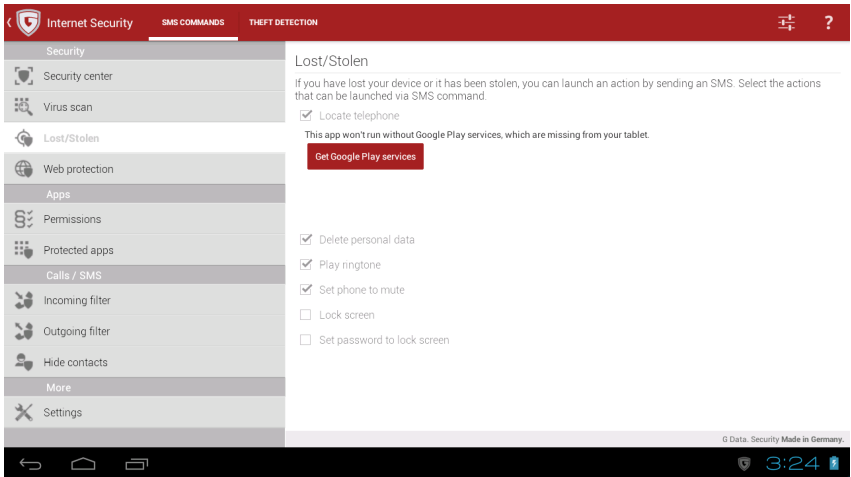 Internet Security
SMS COMMANDS
THEFT DETECTION
?
Security
Security center
Virus scan
Lost/Stolen
Web protection
Apps
Permissions
Protected apps
Calls / SMS
Incoming filter
Outgoing filter
Hide contacts
More
Settings
Lost/Stolen
If you have lost your device or it has been stolen, you can launch an action by sending an SMS. Select the actions
that can be launched via SMS command.
Locate telephone
This app won't run without Google Play services, which are missing from your tablet.
Get Google Play services
Delete personal data
Play ringtone
Set phone to mute
Lock screen
Set password to lock screen
G Data. Security Made in Germany.
3:24